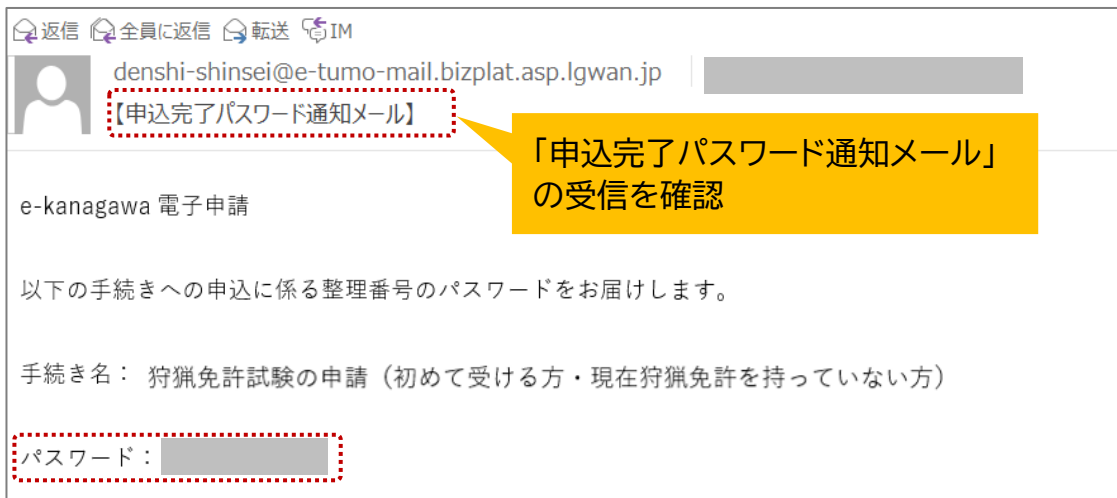 返信 全員に返信 転送 IM
denshi-shinsei@e-tumo-mail.bizplat.asp.lgwan.jp
【申込完了パスワード通知メール】
「申込完了パスワード通知メール」
の受信を確認
e-kanagawa 電子申請
以下の手続きへの申込に係る整理番号のパスワードをお届けします。
手続き名： 狩猟免許試験の申請（初めて受ける方・現在狩猟免許を持っていない方）
パスワード：